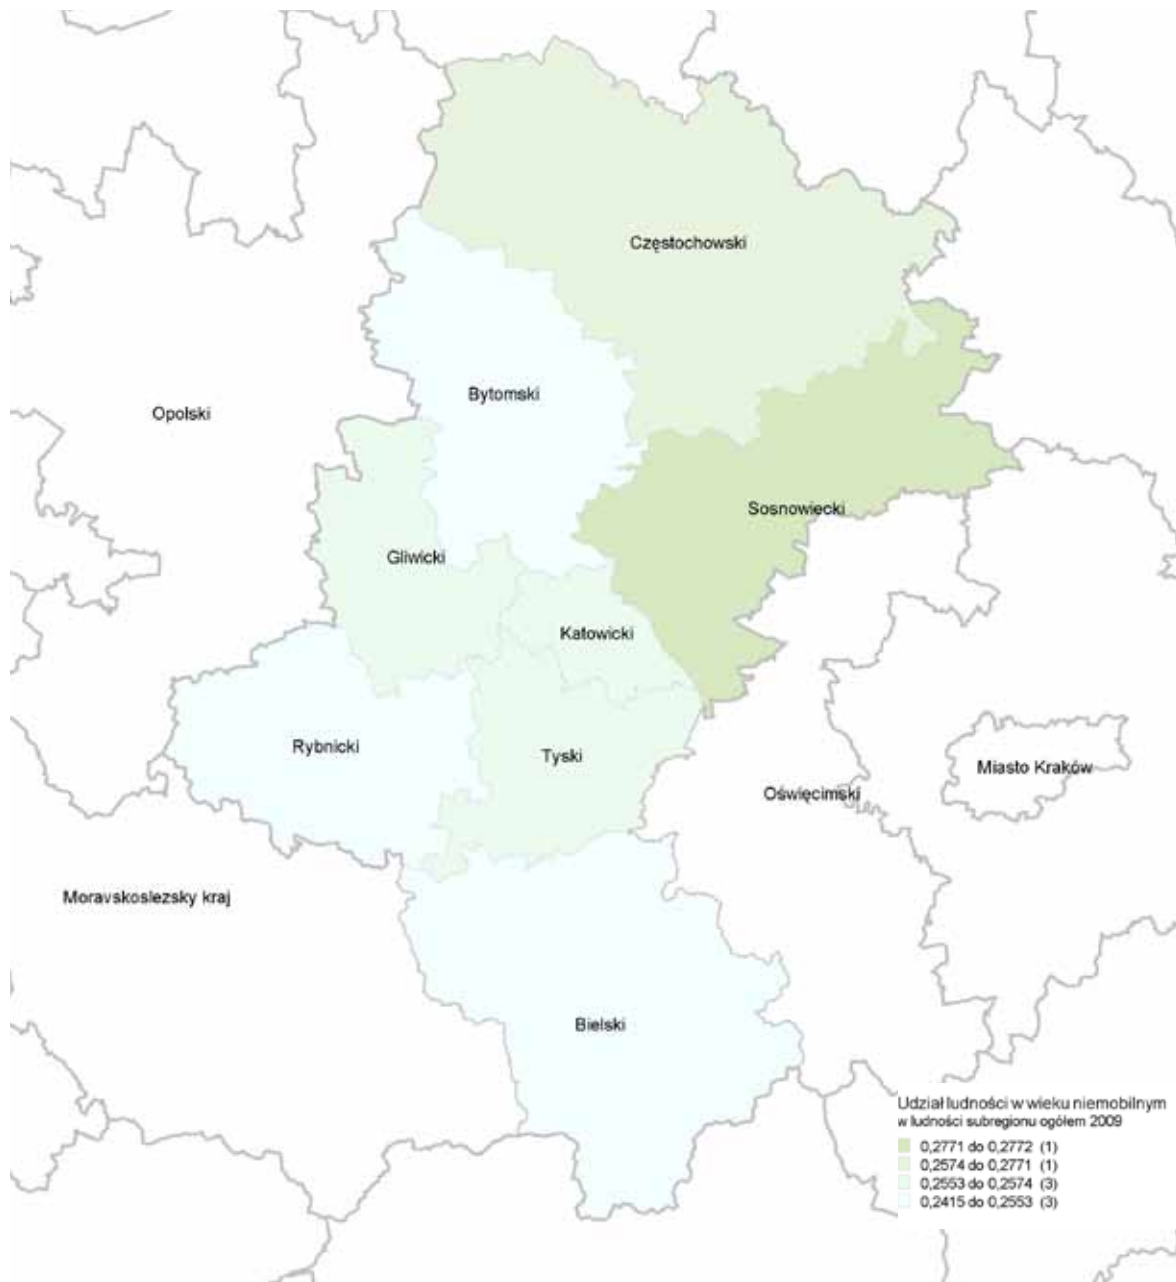 Częstochowski
Bytomski
Opolski
Sosnowiecki
Gliwicki
Katowicki
Rybnicki
Tyski
Miasto Kraków
Oświęcimski
Moravskoslezsky kraj
Bielski
Udział ludności w wieku niemobilnym
w ludności subregionu ogółem 2009
0,2771 do 0,2772 (1)
0,2574 do 0,2771 (1)
0,2553 do 0,2574 (3)
0,2415 do 0,2553 (3)